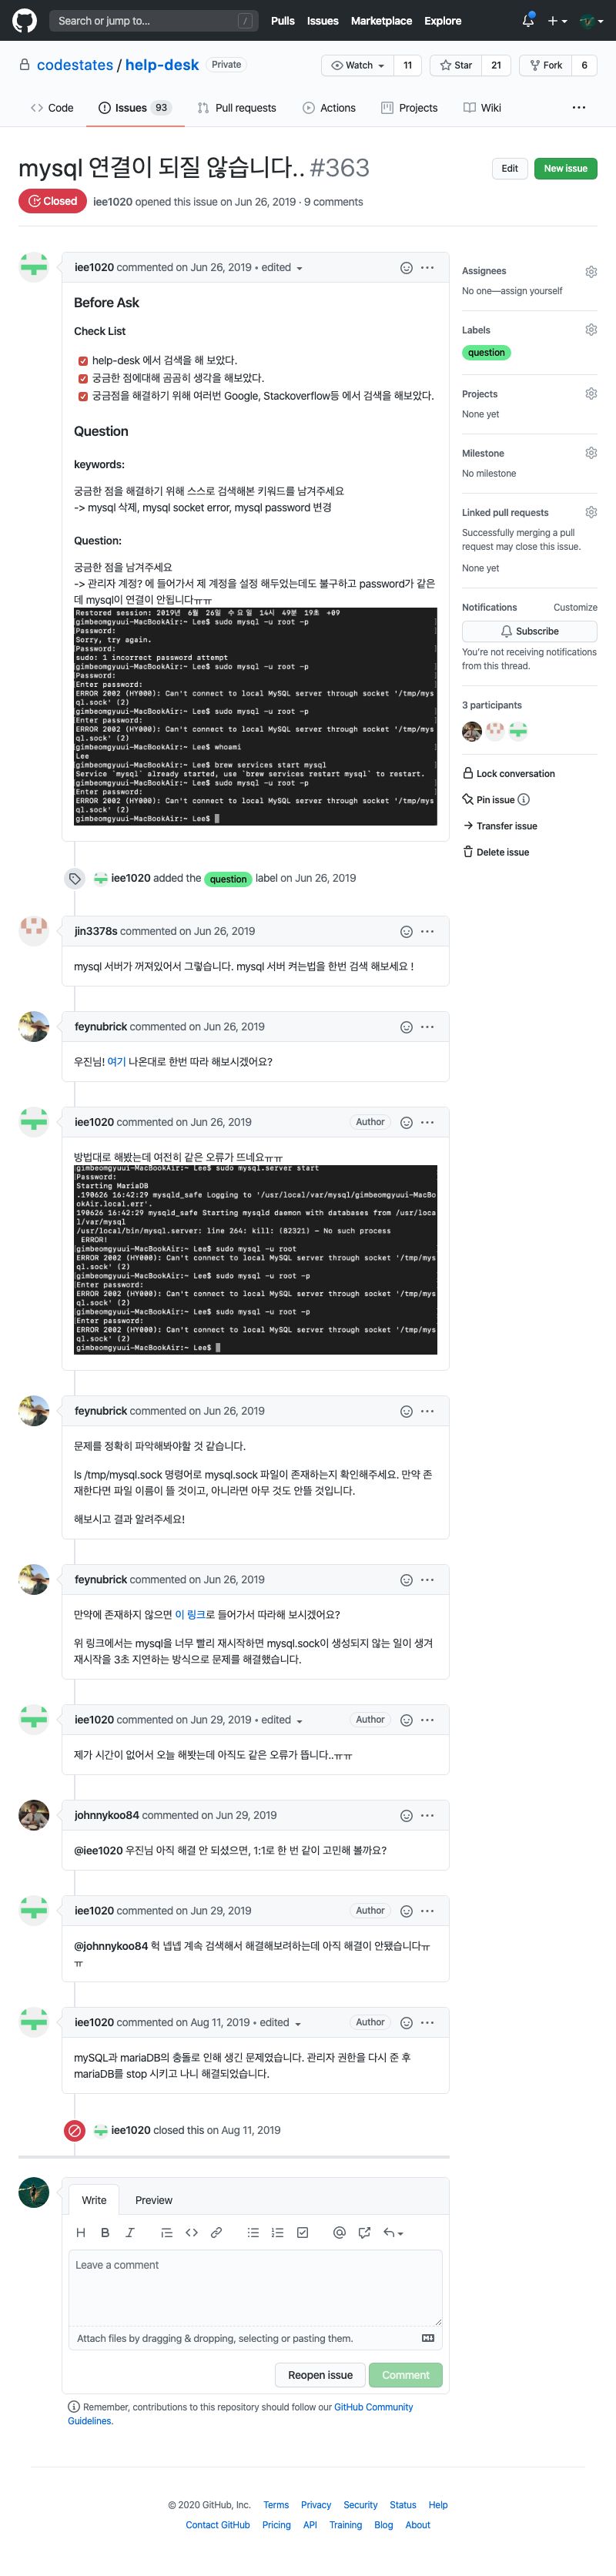 Search or jump to... / Pulls Issues Marketplace Explore
codestates / help-desk Private Watch 11 Star 21 Fork 6
Code Issues 93 Pull requests Actions Projects Wiki ...
mysql 연결이 되질 않습니다.. #363 Edit New issue
Closed iee1020 opened this issue on Jun 26, 2019 · 9 comments
iee1020 commented on Jun 26, 2019 • edited
Before Ask
Check List
help-desk 에서 검색을 해 보았다.
궁금한 점에대해 곰곰히 생각을 해보았다.
궁금점을 해결하기 위해 여러번 Google, Stackoverflow등 에서 검색을 해보았다.
Question
keywords:
궁금한 점을 해결하기 위해 스스로 검색해본 키워드를 남겨주세요
-> mysql 삭제, mysql socket error, mysql password 변경
Question:
궁금한 점을 남겨주세요
-> 관리자 계정? 에 들어가서 제 계정을 설정 해두었는데도 불구하고 password가 같은
데 mysql이 연결이 안됩니다ㅠㅠ
Restored session: 2019년 6월 26일 수요일 14시 49분 19초 +09
gimbeomgyuui-MacBookAir:~ Lee$ sudo mysql -u root -p
Password:
Sorry, try again.
Password:
sudo: 1 incorrect password attempt
gimbeomgyuui-MacBookAir:~ Lee$ sudo mysql -u root -p
Password:
Enter password:
ERROR 2002 (HY000): Can't connect to local MySQL server through socket '/tmp/mys
ql.sock' (2)
gimbeomgyuui-MacBookAir:~ Lee$ sudo mysql -u root -p
Enter password:
ERROR 2002 (HY000): Can't connect to local MySQL server through socket '/tmp/mys
ql.sock' (2)
gimbeomgyuui-MacBookAir:~ Lee$ whoami
Lee
gimbeomgyuui-MacBookAir:~ Lee$ brew services start mysql
Service `mysql` already started, use `brew services restart mysql` to restart.
gimbeomgyuui-MacBookAir:~ Lee$ sudo mysql -u root -p
Enter password:
ERROR 2002 (HY000): Can't connect to local MySQL server through socket '/tmp/mys
ql.sock' (2)
gimbeomgyuui-MacBookAir:~ Lee$
iee1020 added the question label on Jun 26, 2019
jin3378s commented on Jun 26, 2019
mysql 서버가 꺼져있어서 그렇습니다. mysql 서버 켜는법을 한번 검색 해보세요 !
feynubrick commented on Jun 26, 2019
우진님! 여기 나온대로 한번 따라 해보시겠어요?
iee1020 commented on Jun 26, 2019 Author
방법대로 해봤는데 여전히 같은 오류가 뜨네요ㅠㅠ
gimbeomgyuui-MacBookAir:~ Lee$ sudo mysql.server start
Password:
Starting MariaDB
.190626 16:42:29 mysqld_safe Logging to '/usr/local/var/mysql/gimbeomgyuui-MacBo
okAir.local.err'.
190626 16:42:29 mysqld_safe Starting mysqld daemon with databases from /usr/loca
l/var/mysql
/usr/local/bin/mysql.server: line 264: kill: (82321) - No such process
ERROR!
gimbeomgyuui-MacBookAir:~ Lee$ sudo mysql -u root
ERROR 2002 (HY000): Can't connect to local MySQL server through socket '/tmp/mys
ql.sock' (2)
gimbeomgyuui-MacBookAir:~ Lee$ sudo mysql -u root -p
Enter password:
ERROR 2002 (HY000): Can't connect to local MySQL server through socket '/tmp/mys
ql.sock' (2)
gimbeomgyuui-MacBookAir:~ Lee$ sudo mysql -u root -p
Enter password:
ERROR 2002 (HY000): Can't connect to local MySQL server through socket '/tmp/mys
ql.sock' (2)
gimbeomgyuui-MacBookAir:~ Lee$
feynubrick commented on Jun 26, 2019
문제를 정확히 파악해봐야할 것 같습니다.
ls /tmp/mysql.sock 명령어로 mysql.sock 파일이 존재하는지 확인해주세요. 만약 존
재한다면 파일 이름이 뜰 것이고, 아니라면 아무 것도 안뜰 것입니다.
해보시고 결과 알려주세요!
feynubrick commented on Jun 26, 2019
만약에 존재하지 않으면 이 링크로 들어가서 따라해 보시겠어요?
위 링크에서는 mysql을 너무 빨리 재시작하면 mysql.sock이 생성되지 않는 일이 생겨
재시작을 3초 지연하는 방식으로 문제를 해결했습니다.
iee1020 commented on Jun 29, 2019 • edited Author
제가 시간이 없어서 오늘 해봣는데 아직도 같은 오류가 뜹니다..ㅠㅠ
johnnykoo84 commented on Jun 29, 2019
@iee1020 우진님 아직 해결 안 되셨으면, 1:1로 한 번 같이 고민해 볼까요?
iee1020 commented on Jun 29, 2019 Author
@johnnykoo84 헉 넵넵 계속 검색해서 해결해보려하는데 아직 해결이 안됐습니다ㅠ
ㅠ
iee1020 commented on Aug 11, 2019 • edited Author
mySQL과 mariaDB의 충돌로 인해 생긴 문제였습니다. 관리자 권한을 다시 준 후
mariaDB를 stop 시키고 나니 해결되었습니다.
iee1020 closed this on Aug 11, 2019
Write Preview
H B I
Leave a comment
Attach files by dragging & dropping, selecting or pasting them.
Reopen issue Comment
Remember, contributions to this repository should follow our GitHub Community
Guidelines.
Assignees
No one—assign yourself
Labels
question
Projects
None yet
Milestone
No milestone
Linked pull requests
Successfully merging a pull
request may close this issue.
None yet
Notifications Customize
Subscribe
You're not receiving notifications
from this thread.
3 participants
Lock conversation
Pin issue
Transfer issue
Delete issue
© 2020 GitHub, Inc. Terms Privacy Security Status Help
Contact GitHub Pricing API Training Blog About